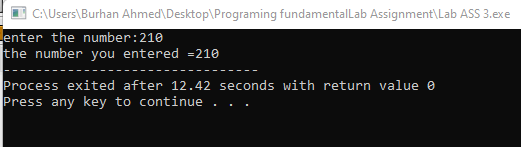 C:\Users\Burhan Ahmed\Desktop\Programing fundamentalLab Assignment\Lab ASS 3.exe
enter the number:210
the number you entered =210
--------------------------------
Process exited after 12.42 seconds with return value 0
Press any key to continue . . .